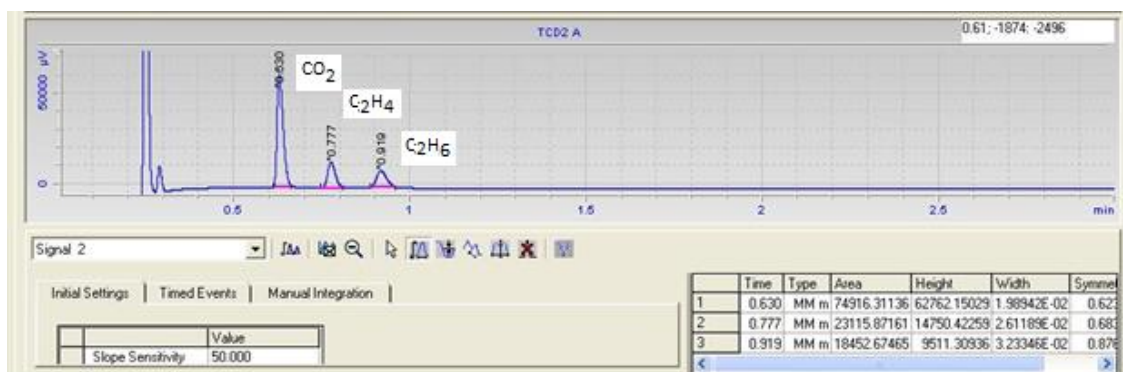 TCD2 A
0.61; -1874; -2496
50000 µV
0
*0.630
CO2
*0.777
C2H4
*0.919
C2H6
0.5 1 1.5 2 2.5 min
Signal 2
Initial Settings Timed Events Manual Integration
Value
Slope Sensitivity 50.000
Time Type Area Height Width Symme
1 0.630 MM m 74916.31136 62762.15029 1.98942E-02 0.623
2 0.777 MM m 23115.87161 14750.42259 2.61189E-02 0.683
3 0.919 MM m 18452.67465 9511.30936 3.23346E-02 0.876